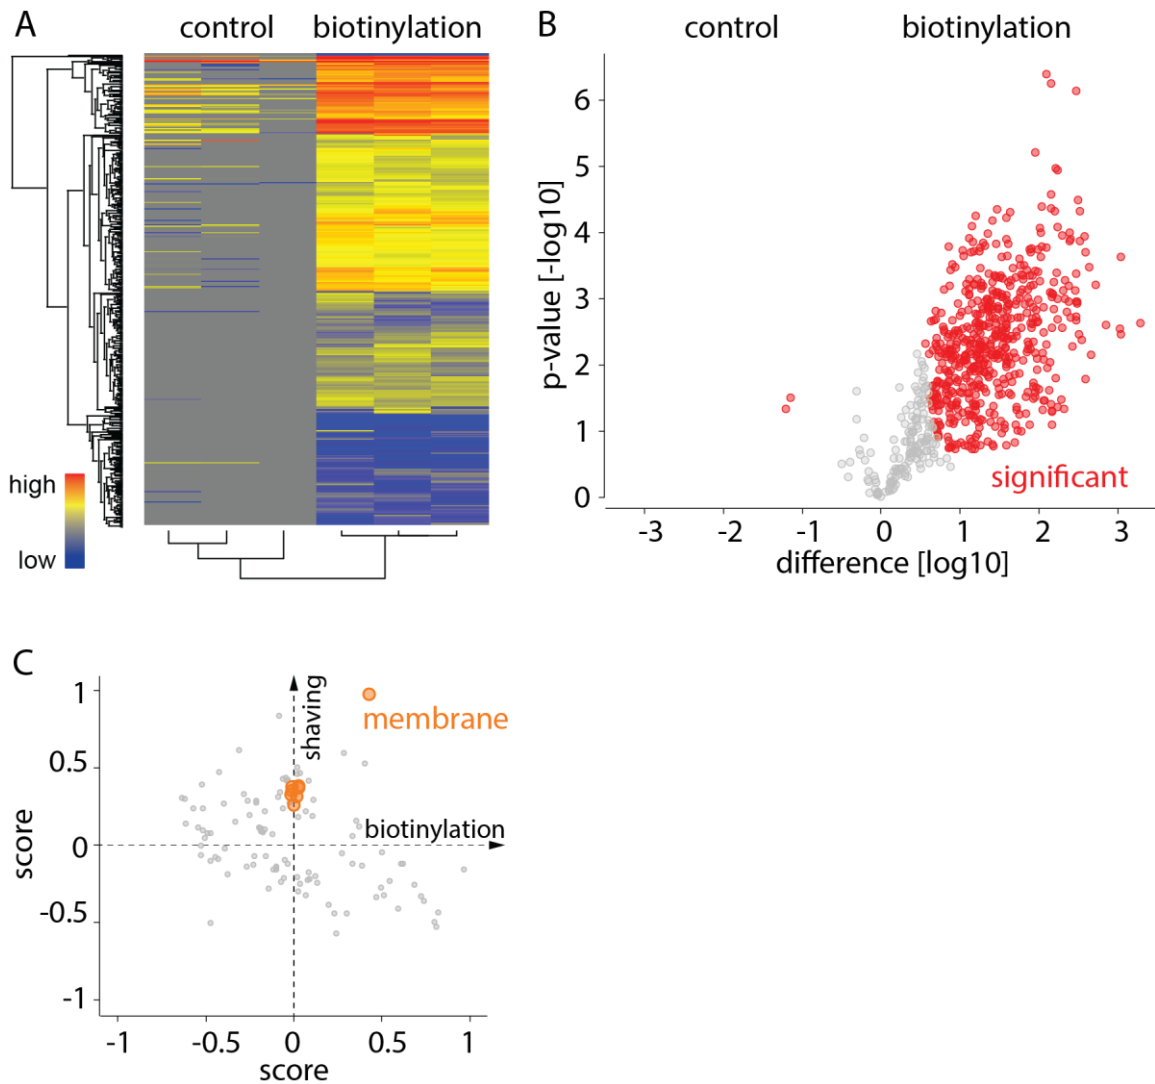 A
control
biotinylation
high
low
B
control
biotinylation
p-value [-log10]
6
5
4
3
2
1
0
significant
-3
-2
-1
0
1
2
3
difference [log10]
C
score
1
0.5
0
-0.5
-1
shaving
membrane
biotinylation
-1
-0.5
0
0.5
1
score